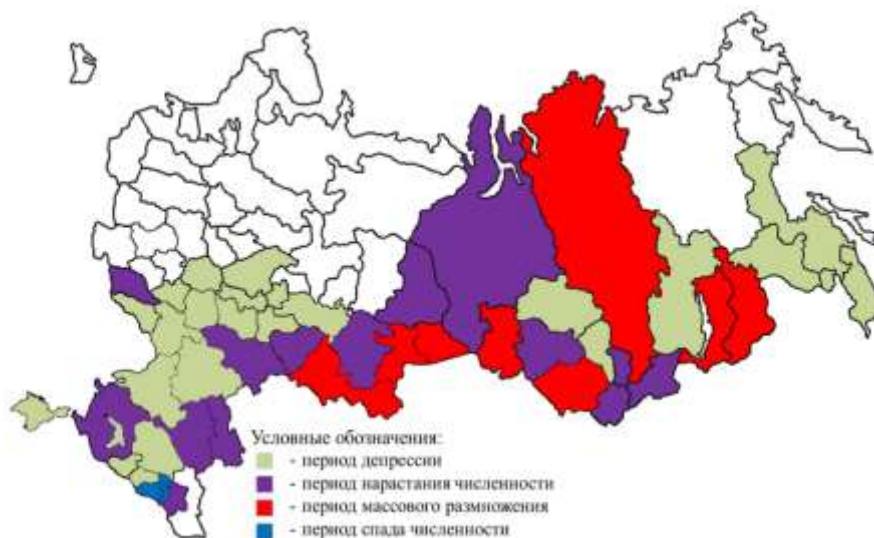 Условные обозначения:
- период депрессии
- период нарастания численности
- период массового размножения
- период спада численности